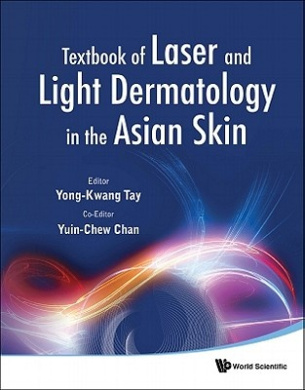 Textbook of Laser and
Light Dermatology
in the Asian Skin
Editor
Yong-Kwang Tay
Co-Editor
Yuin-Chew Chan
World Scientific